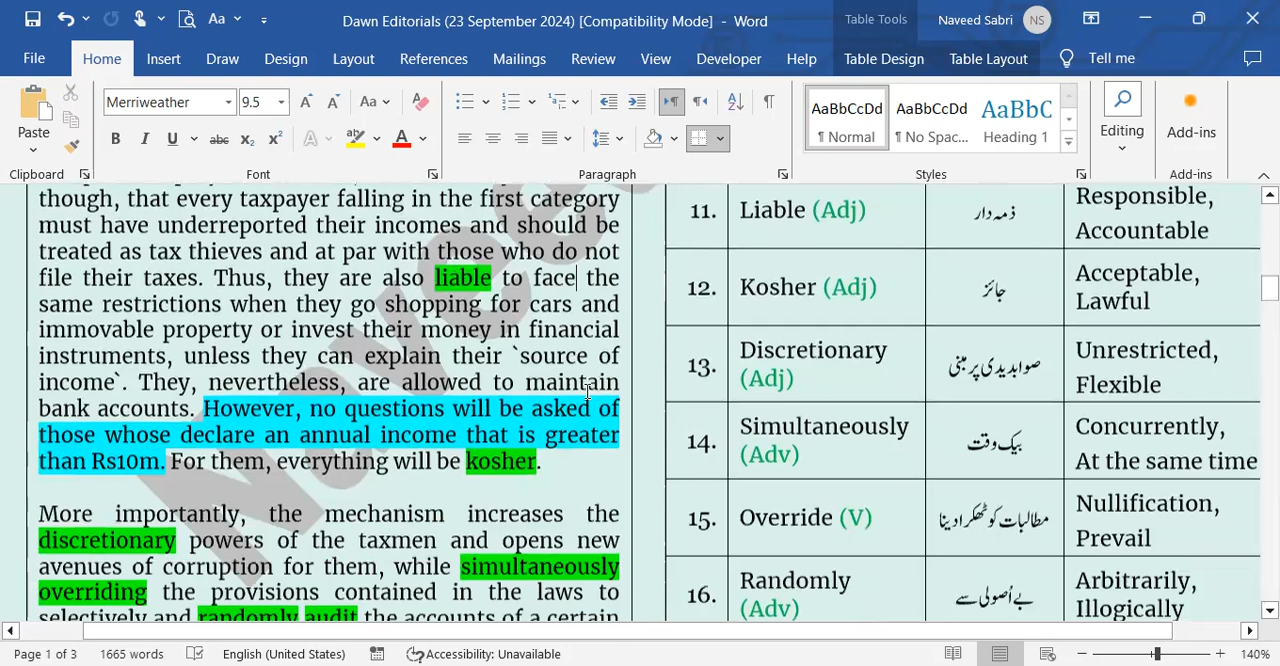 Dawn Editorials (23 September 2024) [Compatibility Mode] - Word
Table Tools
Naveed Sabri
NS
File Home Insert Draw Design Layout References Mailings Review View Developer Help Table Design Table Layout Tell me
Paste
Merriweather 9.5
Clipboard Font Paragraph Styles Add-ins
AaBbCcDd AaBbCcDd AaBbC
¶ Normal ¶ No Spac... Heading 1
Editing
Add-ins
though, that every taxpayer falling in the first category
must have underreported their incomes and should be
treated as tax thieves and at par with those who do not
file their taxes. Thus, they are also liable to face the
same restrictions when they go shopping for cars and
immovable property or invest their money in financial
instruments, unless they can explain their `source of
income`. They, nevertheless, are allowed to maintain
bank accounts. However, no questions will be asked of
those whose declare an annual income that is greater
than Rs10m. For them, everything will be kosher.
More importantly, the mechanism increases the
discretionary powers of the taxmen and opens new
avenues of corruption for them, while simultaneously
overriding the provisions contained in the laws to
selectively and randomly audit the accounts of a certain
11. Liable (Adj) ذمہ دار Responsible,
Accountable
12. Kosher (Adj) جائز Acceptable,
Lawful
13. Discretionary
(Adj) صوابدیدی پر مبنی Unrestricted,
Flexible
14. Simultaneously
(Adv) بیک وقت Concurrently,
At the same time
15. Override (V) مطالبات کو ٹھکرا دینا Nullification,
Prevail
16. Randomly
(Adv) بے اُصولی سے Arbitrarily,
Illogically
Page 1 of 3 1665 words English (United States) Accessibility: Unavailable 140%